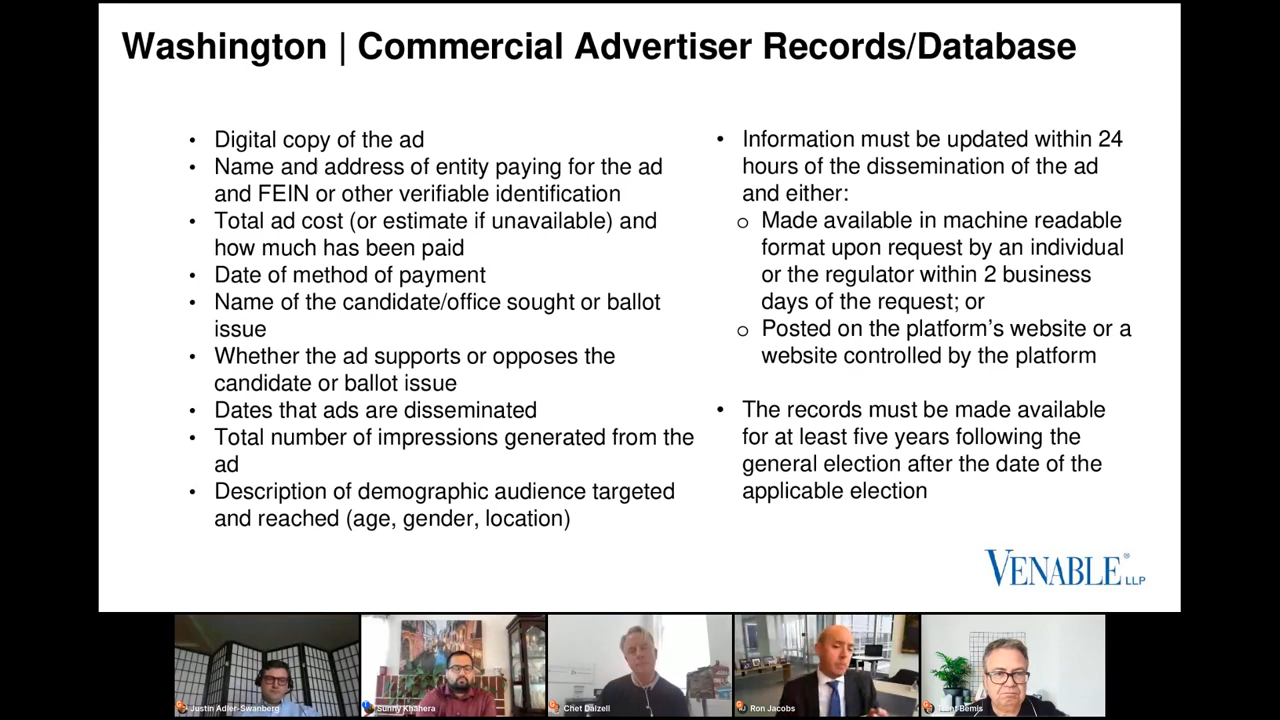 Washington | Commercial Advertiser Records/Database
• Digital copy of the ad
• Name and address of entity paying for the ad
and FEIN or other verifiable identification
• Total ad cost (or estimate if unavailable) and
how much has been paid
• Date of method of payment
• Name of the candidate/office sought or ballot
issue
• Whether the ad supports or opposes the
candidate or ballot issue
• Dates that ads are disseminated
• Total number of impressions generated from the
ad
• Description of demographic audience targeted
and reached (age, gender, location)
• Information must be updated within 24
hours of the dissemination of the ad
and either:
o Made available in machine readable
format upon request by an individual
or the regulator within 2 business
days of the request; or
o Posted on the platform's website or a
website controlled by the platform
• The records must be made available
for at least five years following the
general election after the date of the
applicable election
VENABLE® LLP
Justin Adler-Swanberg
Sunny Khahera
Chet Dalzell
Ron Jacobs
Bemis